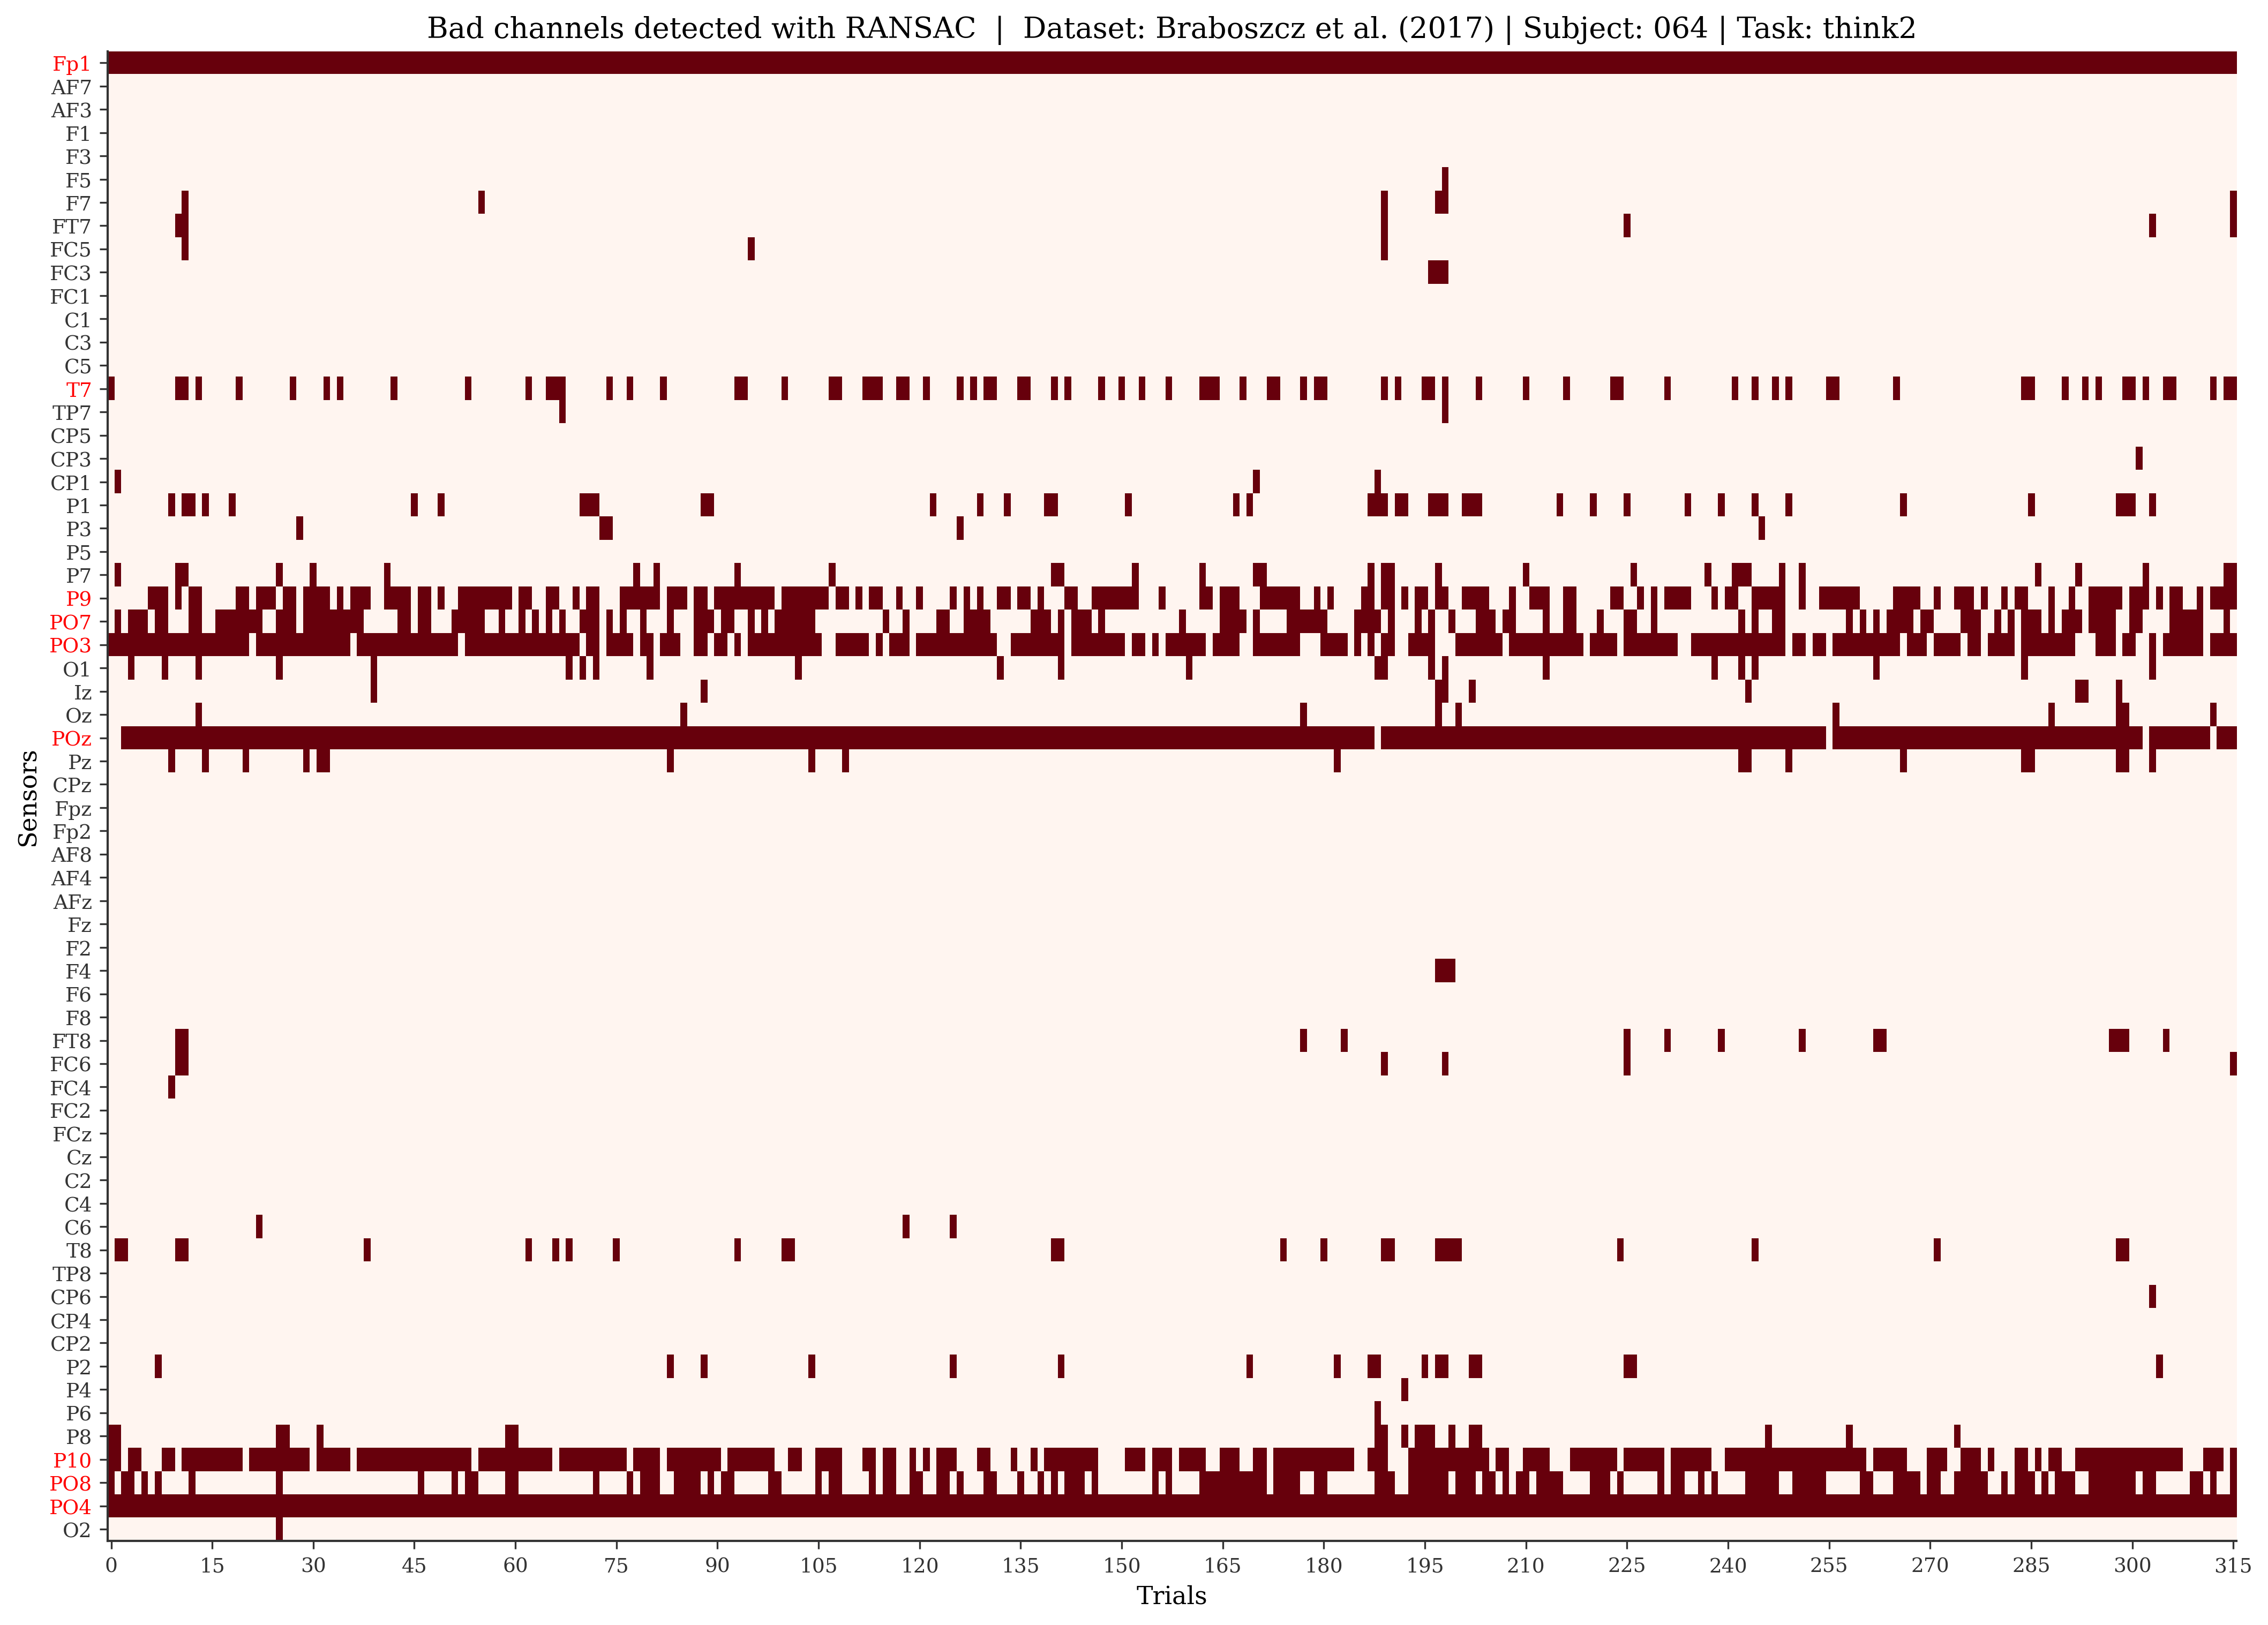 Bad channels detected with RANSAC | Dataset: Braboszcz et al. (2017) | Subject: 064 | Task: think2
Fp1
AF7
AF3
F1
F3
F5
F7
FT7
FC5
FC3
FC1
C1
C3
C5
T7
TP7
CP5
CP3
CP1
P1
P3
P5
P7
P9
PO7
PO3
O1
Iz
Oz
POz
Pz
CPz
Fpz
Fp2
AF8
AF4
AFz
Fz
F2
F4
F6
F8
FT8
FC6
FC4
FC2
FCz
Cz
C2
C4
C6
T8
TP8
CP6
CP4
CP2
P2
P4
P6
P8
P10
PO8
PO4
O2
Sensors
0 15 30 45 60 75 90 105 120 135 150 165 180 195 210 225 240 255 270 285 300 315
Trials